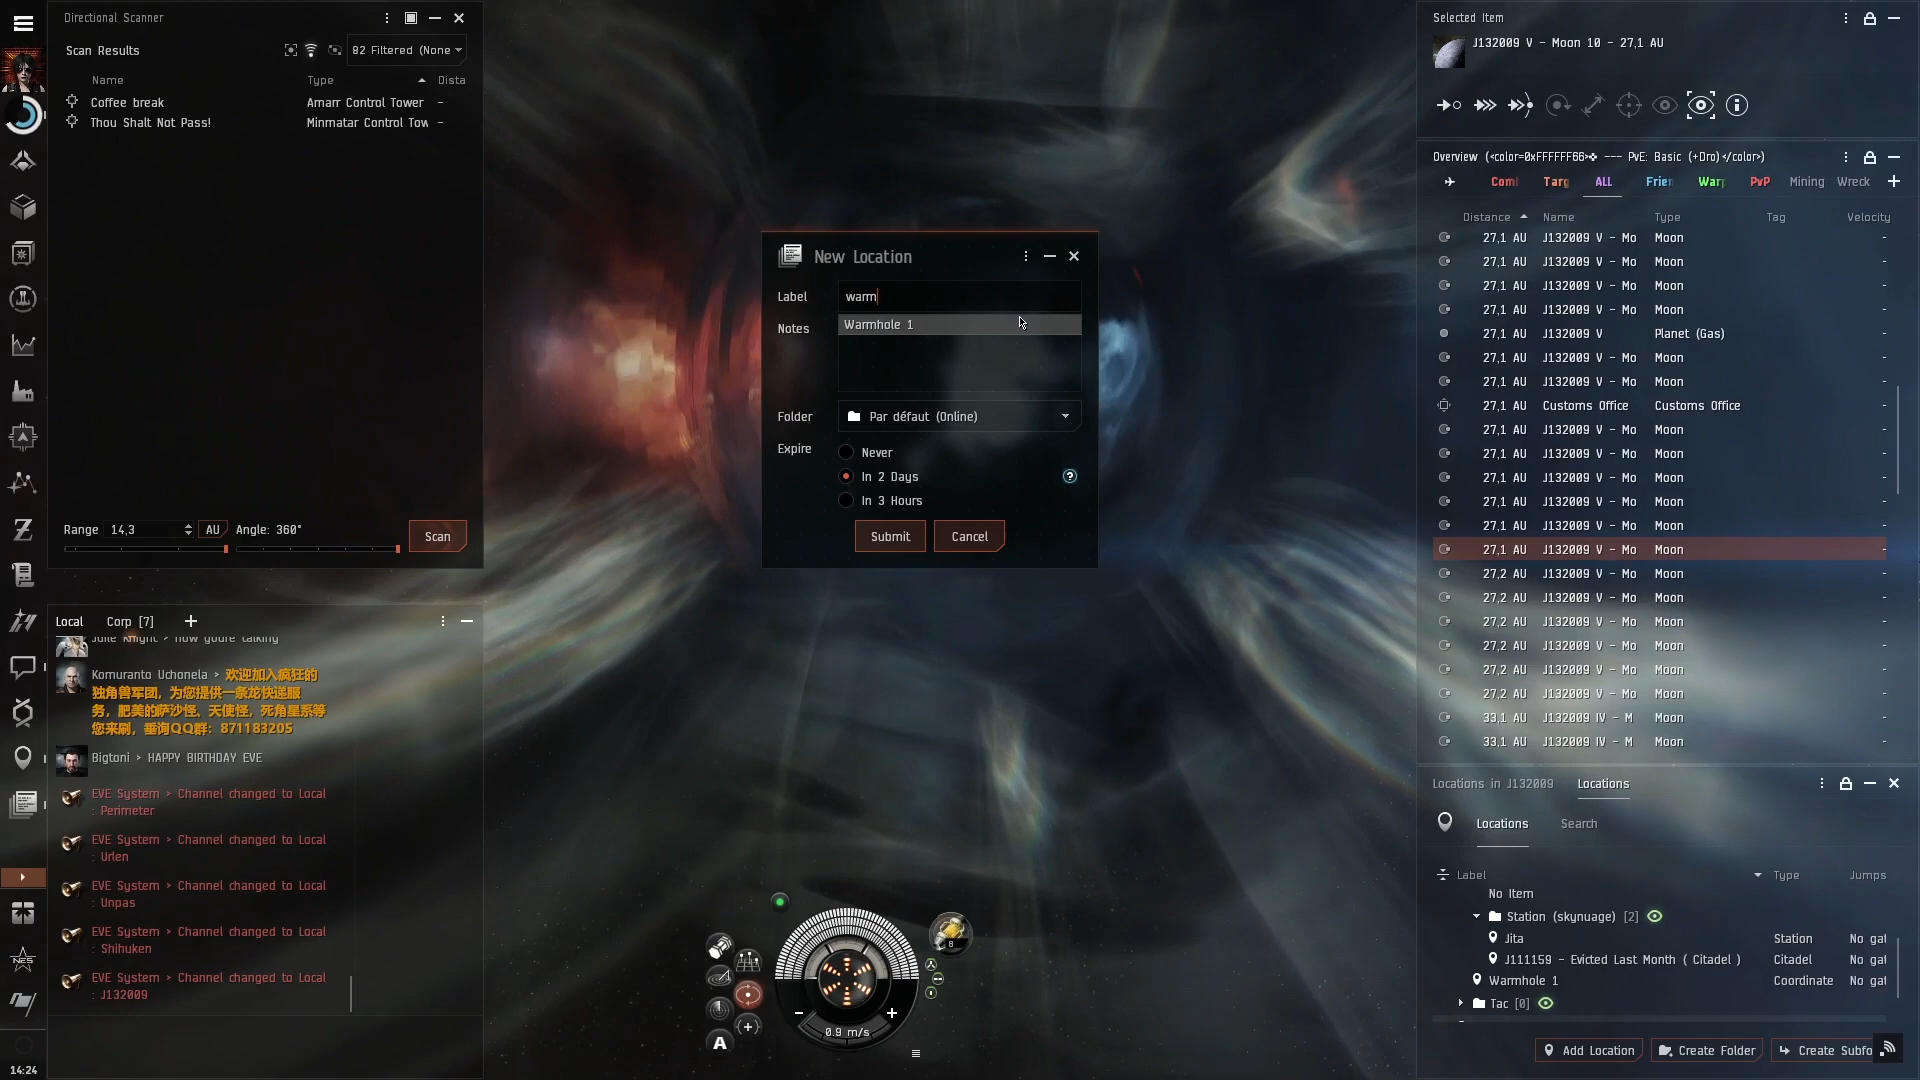 Directional Scanner
Scan Results
82 Filtered (None
Name Type Dista
Coffee break Amarr Control Tower -
Thou Shalt Not Pass! Minmatar Control Tow -
Range 14,3 AU Angle: 360°
Scan
Local Corp [7]
Julie Knight > now youre talking
Komuranto Uchonela > 欢迎加入疯狂的
独角兽军团，为您提供一条龙快递服
务，肥美的萨沙怪、天使怪，死角星系等
您来刷，垂询QQ群：871183205
Bigtoni > HAPPY BIRTHDAY EVE
EVE System > Channel changed to Local
: Perimeter
EVE System > Channel changed to Local
: Urlen
EVE System > Channel changed to Local
: Unpas
EVE System > Channel changed to Local
: Shihuken
EVE System > Channel changed to Local
: J132009
NES
14:24
New Location
Label warm
Warmhole 1
Notes
Folder Par défaut (Online)
Expire
Never
In 2 Days
In 3 Hours
Submit Cancel
8
0.9 m/s
A
Selected Item
J132009 V - Moon 10 - 27,1 AU
Overview (<color=0xFFFFFF66>❖ --- PvE: Basic (+Dro)</color>)
Com Targ ALL Frier Warp PvP Mining Wreck
Distance Name Type Tag Velocity
27,1 AU J132009 V - Mo Moon -
27,1 AU J132009 V - Mo Moon -
27,1 AU J132009 V - Mo Moon -
27,1 AU J132009 V - Mo Moon -
27,1 AU J132009 V Planet (Gas) -
27,1 AU J132009 V - Mo Moon -
27,1 AU J132009 V - Mo Moon -
27,1 AU Customs Office Customs Office -
27,1 AU J132009 V - Mo Moon -
27,1 AU J132009 V - Mo Moon -
27,1 AU J132009 V - Mo Moon -
27,1 AU J132009 V - Mo Moon -
27,1 AU J132009 V - Mo Moon -
27,1 AU J132009 V - Mo Moon -
27,2 AU J132009 V - Mo Moon -
27,2 AU J132009 V - Mo Moon -
27,2 AU J132009 V - Mo Moon -
27,2 AU J132009 V - Mo Moon -
27,2 AU J132009 V - Mo Moon -
27,2 AU J132009 V - Mo Moon -
33,1 AU J132009 IV - M Moon -
33,1 AU J132009 IV - M Moon -
Locations in J132009 Locations
Locations Search
Label Type Jumps
No Item
Station (skynuage) [2]
Jita Station No gat
J111159 - Evicted Last Month ( Citadel ) Citadel No gat
Warmhole 1 Coordinate No gat
Tac [0]
Add Location Create Folder Create Subfo